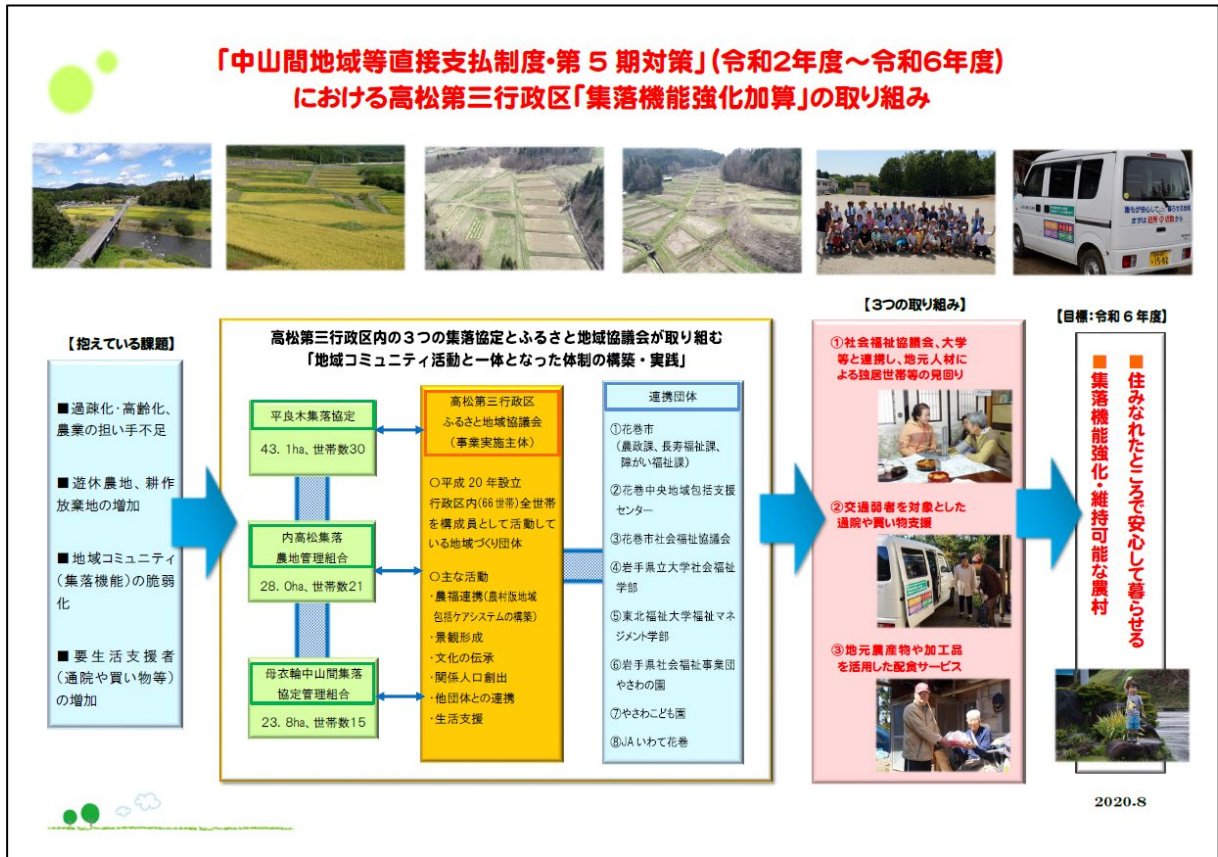 「中山間地域等直接支払制度・第５期対策」(令和2年度～令和6年度)
における高松第三行政区「集落機能強化加算」の取り組み
誰もが安心して暮らせる地域
まずは近所の近助から
【抱えている課題】
■過疎化・高齢化、
農業の担い手不足
■遊休農地、耕作
放棄地の増加
■地域コミュニティ
(集落機能)の脆弱
化
■要生活支援者
(通院や買い物等)
の増加
高松第三行政区内の３つの集落協定とふるさと地域協議会が取り組む
「地域コミュニティ活動と一体となった体制の構築・実践」
平良木集落協定
43.1ha、世帯数30
内高松集落
農地管理組合
28.0ha、世帯数21
母衣輪中山間集落
協定管理組合
23.8ha、世帯数15
高松第三行政区
ふるさと地域協議会
(事業実施主体)
○平成20年設立
行政区内(66世帯)全世帯
を構成員として活動して
いる地域づくり団体
○主な活動
・農福連携(農村版地域
包括ケアシステムの構築)
・景観形成
・文化の伝承
・関係人口創出
・他団体との連携
・生活支援
連携団体
①花巻市
(農政課、長寿福祉課、
障がい福祉課)
②花巻中央地域包括支援
センター
③花巻市社会福祉協議会
④岩手県立大学社会福祉
学部
⑤東北福祉大学福祉マネ
ジメント学部
⑥岩手県社会福祉事業団
やさわの園
⑦やさわこども園
⑧JAいわて花巻
【３つの取り組み】
①社会福祉協議会、大学
等と連携し、地元人材に
よる独居世帯等の見回り
②交通弱者を対象とした
通院や買い物支援
③地元農産物や加工品
を活用した配食サービス
【目標：令和6年度】
■住みなれたところで安心して暮らせる
■集落機能強化・維持可能な農村
2020.8